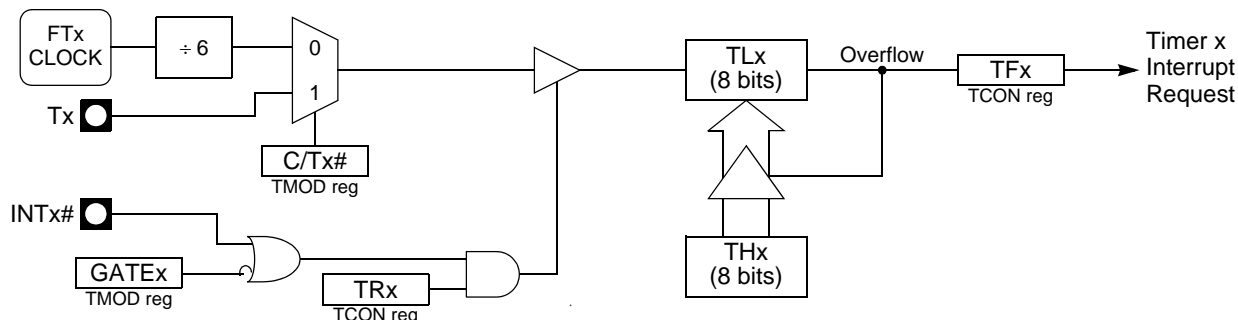 FTx
CLOCK
÷ 6
0
1
Tx
C/Tx#
TMOD reg
INTx#
GATEx
TMOD reg
TRx
TCON reg
TLx
(8 bits)
Overflow
THx
(8 bits)
TFx
TCON reg
Timer x
Interrupt
Request